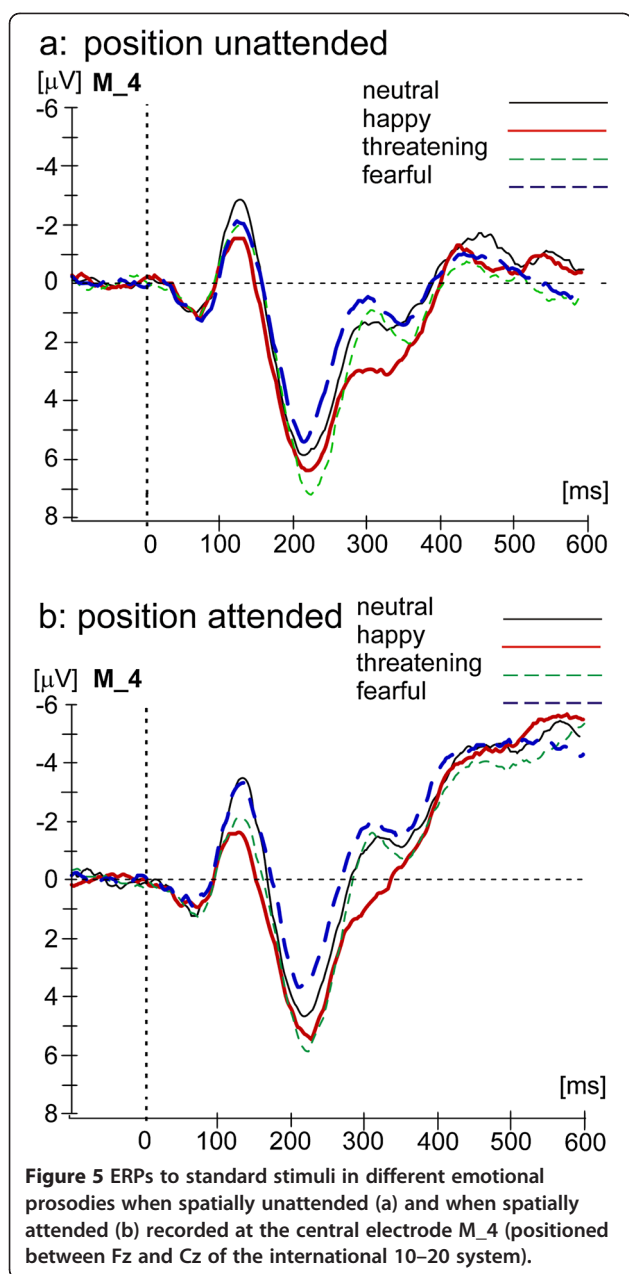 a: position unattended
[µV] M_4
neutral
happy
threatening
fearful
-6
-4
-2
0
2
4
6
8
[ms]
0 100 200 300 400 500 600
b: position attended
neutral
happy
threatening
fearful
[µV] M_4
-6
-4
-2
0
2
4
6
8
[ms]
0 100 200 300 400 500 600
Figure 5 ERPs to standard stimuli in different emotional
prosodies when spatially unattended (a) and when spatially
attended (b) recorded at the central electrode M_4 (positioned
between Fz and Cz of the international 10–20 system).